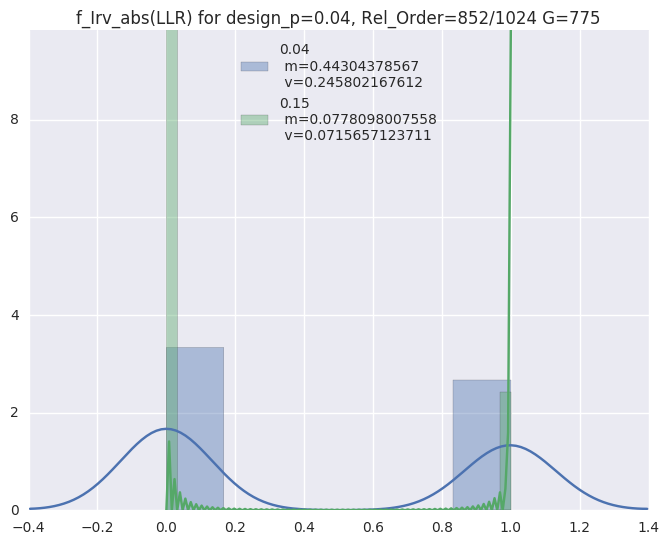 f_Irv_abs(LLR) for design_p=0.04, Rel_Order=852/1024 G=775
0.04
m=0.44304378567
v=0.245802167612
0.15
m=0.0778098007558
v=0.0715657123711
8
6
4
2
0
−0.4 −0.2 0.0 0.2 0.4 0.6 0.8 1.0 1.2 1.4